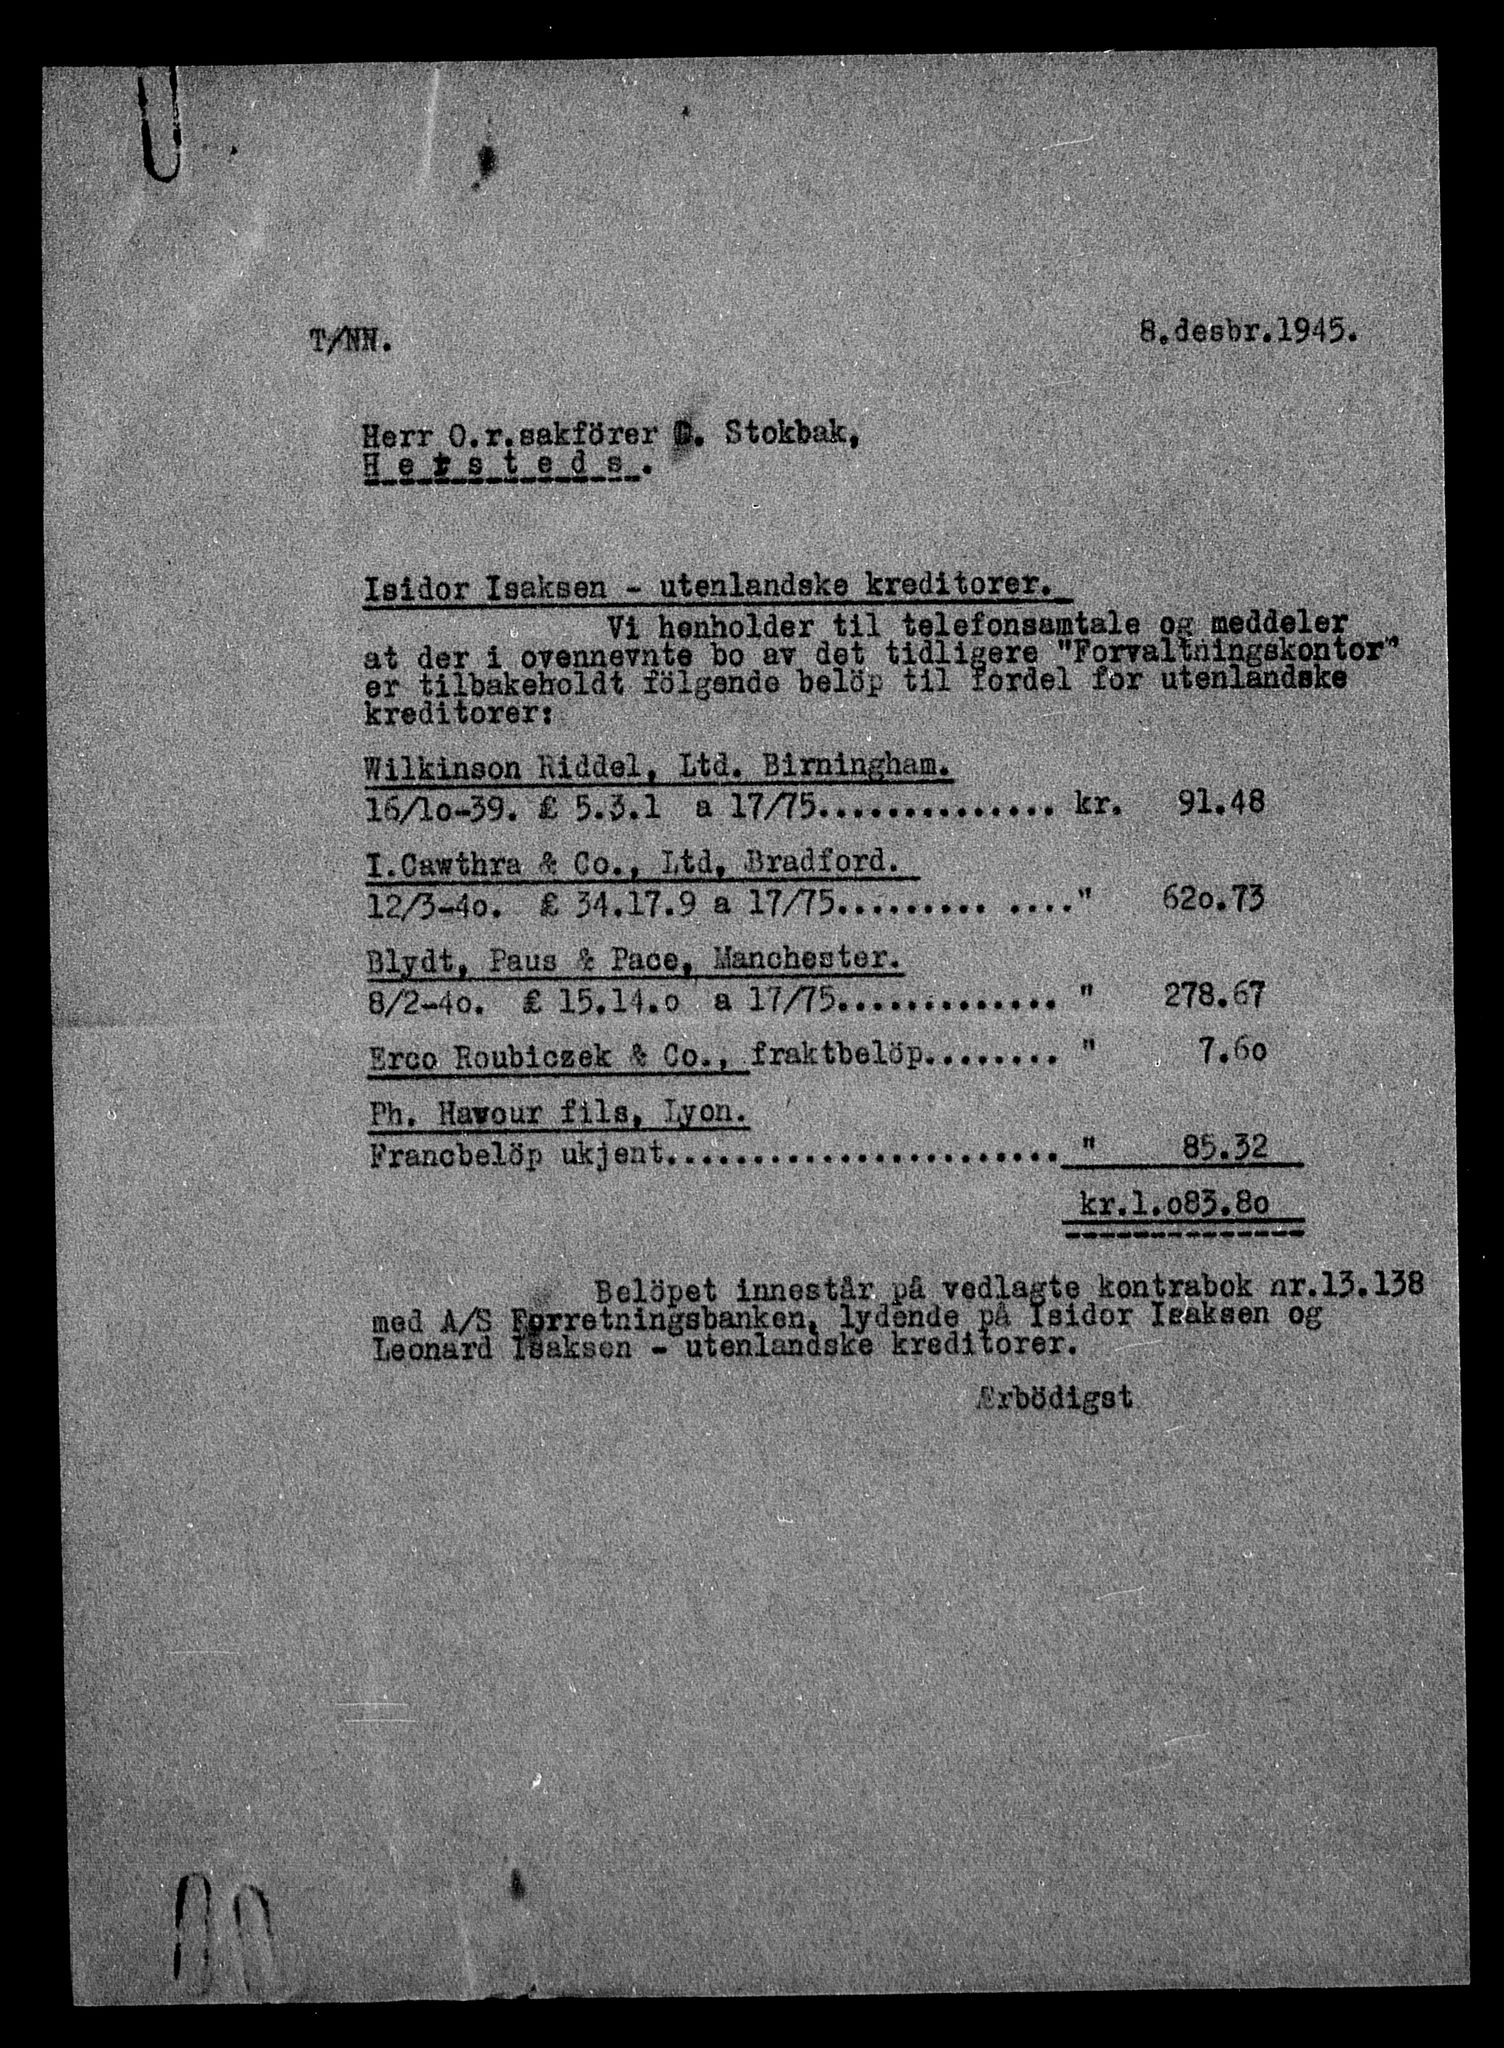 T/NN.
8.desbr.1945.
Herr O.r.sakförer . Stokbak,
Hersteds.
Isidor Isaksen - utenlandske kreditorer.
Vi henholder til telefonsamtale og meddeler
at der i ovennevnte bo av det tidligere "Forvaltningskontor"
er tilbakeholdt fölgende belöp til fordel for utenlandske
kreditorer:
Wilkinson Riddel, Ltd. Birningham.
16/1o-39. £ 5.3.1 a 17/75.............. kr. 91.48
I.Cawthra & Co., Ltd, Bradford.
12/3-4o. £ 34.17.9 a 17/75......... ...." 62o.73
Blydt, Paus & Pace, Manchester.
8/2-4o. £ 15.14.o a 17/75............. " 278.67
Erco Roubiczek & Co., fraktbelöp........ " 7.6o
Ph. Havour fils, Lyon.
Francbelöp ukjent....................... " 85.32
kr.1.o83.8o
Belöpet innestår på vedlagte kontrabok nr.13.138
med A/S Forretningsbanken, lydende på Isidor Isaksen og
Leonard Isaksen - utenlandske kreditorer.
Ærbödigst